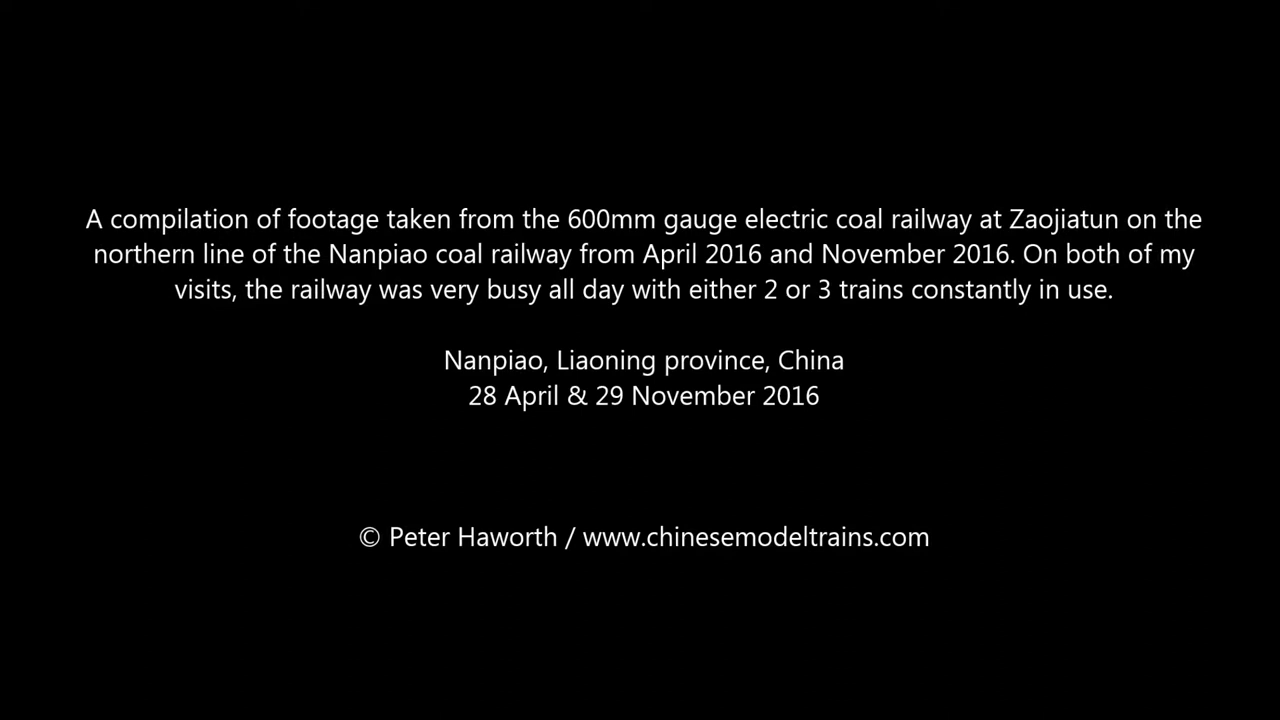 A compilation of footage taken from the 600mm gauge electric coal railway at Zaojiatun on the
northern line of the Nanpiao coal railway from April 2016 and November 2016. On both of my
visits, the railway was very busy all day with either 2 or 3 trains constantly in use.
Nanpiao, Liaoning province, China
28 April & 29 November 2016
© Peter Haworth / www.chinesemodeltrains.com